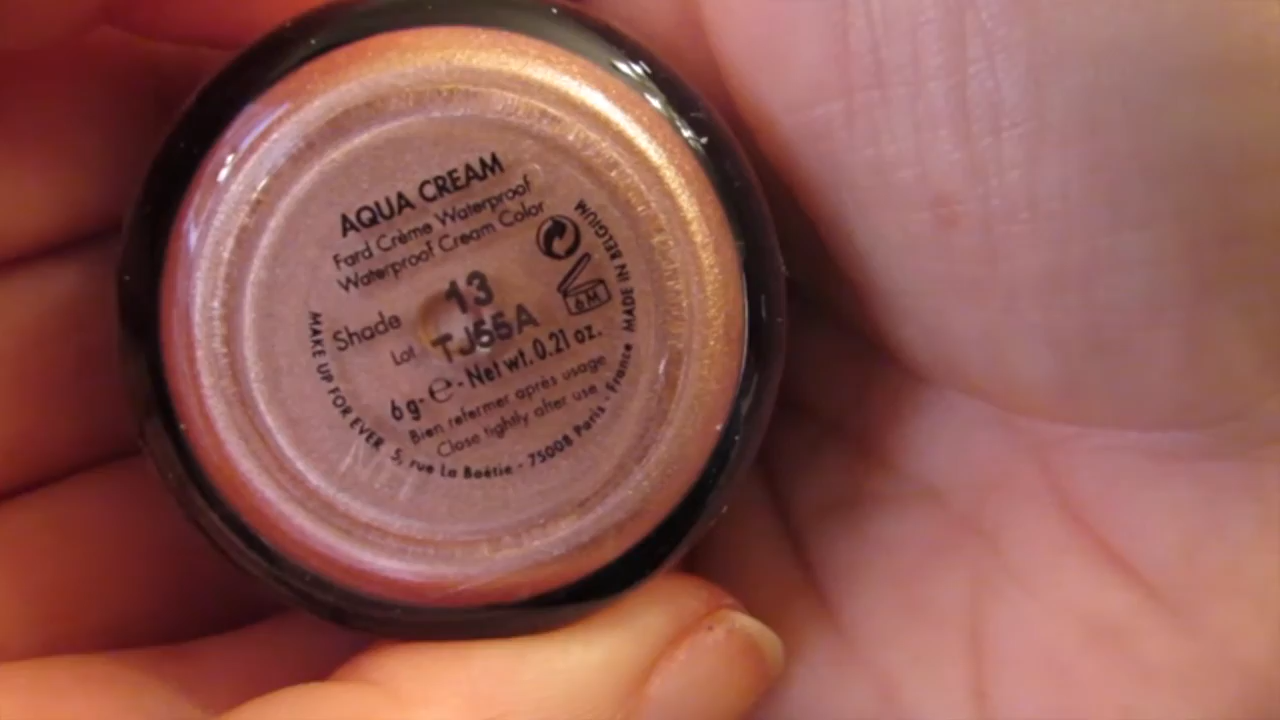 AQUA CREAM
Fard Crème Waterproof
Waterproof Cream Color
Shade 13
Lot TJ55A
6M
6 g - e - Net wt. 0.21 oz.
Bien refermer après usage
Close tightly after use
MAKE UP FOR EVER 5, rue La Boétie - 75008 Paris - France MADE IN BELGIUM